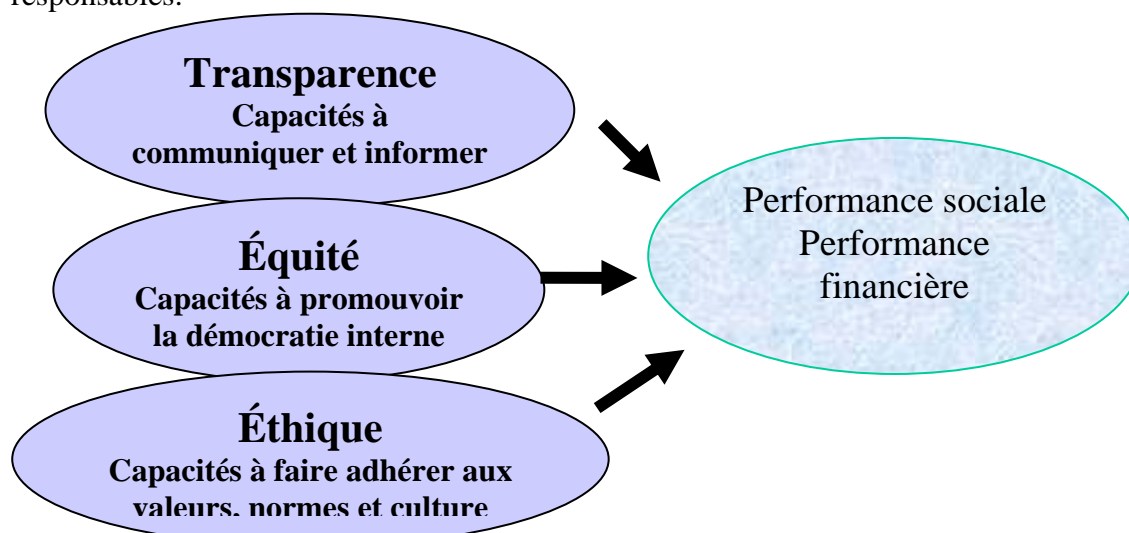 responsables.
Transparence
Capacités à
communiquer et informer
Équité
Capacités à promouvoir
la démocratie interne
Éthique
Capacités à faire adhérer aux
valeurs, normes et culture
Performance sociale
Performance
financière